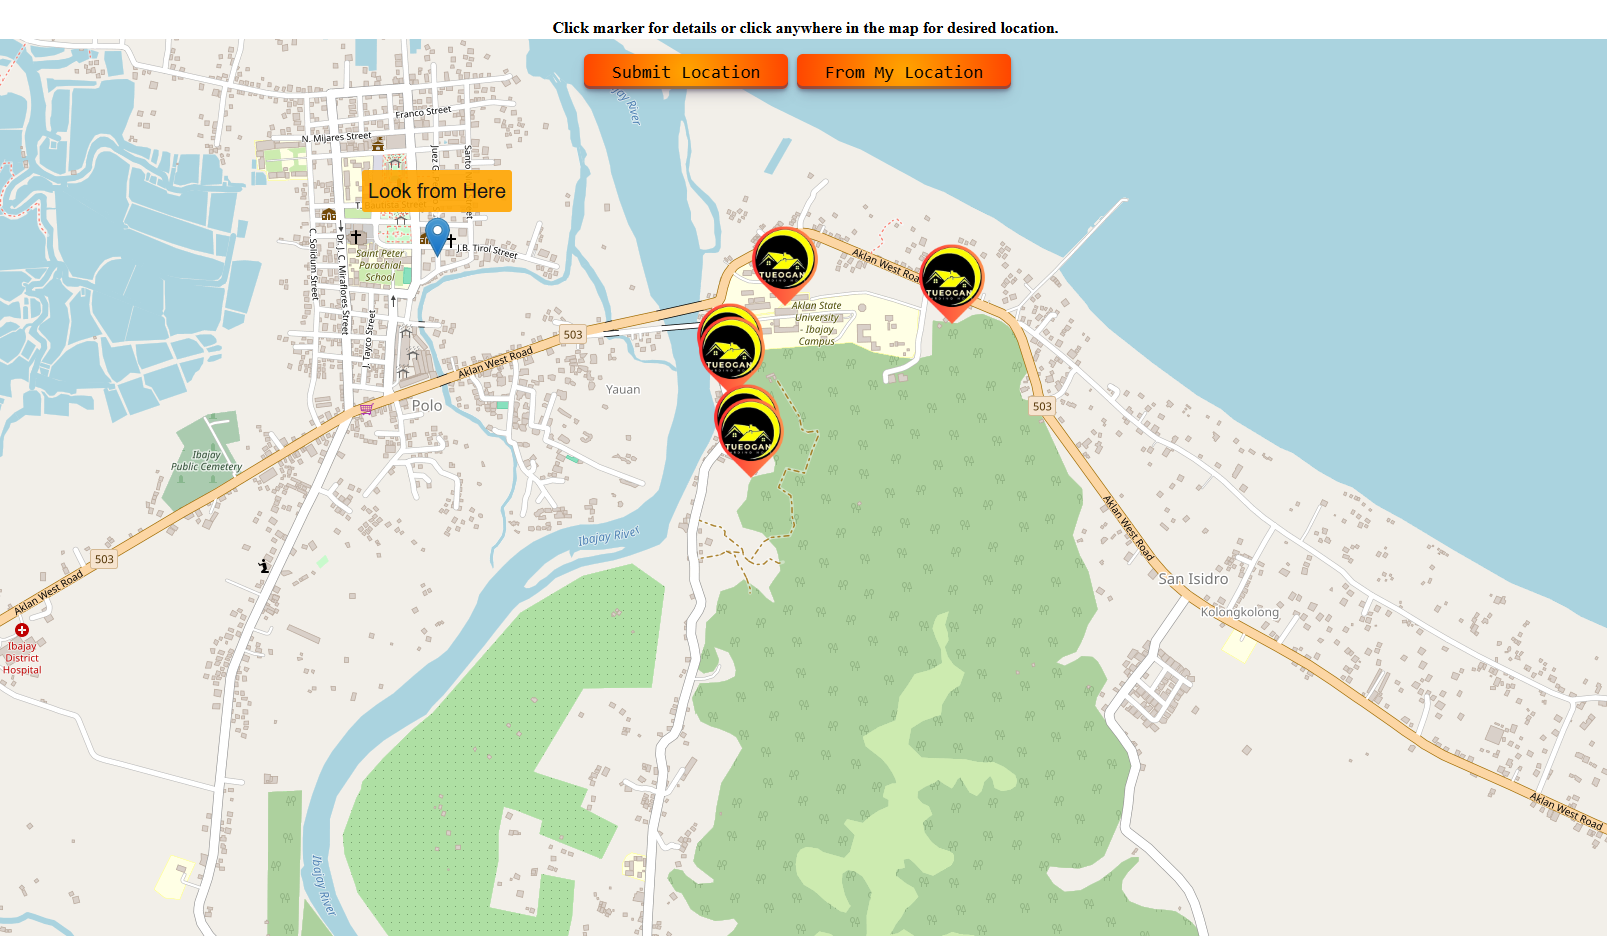 Click marker for details or click anywhere in the map for desired location.
Submit Location
From My Location
Franco Street
N. Mijares Street
Look from Here
J.B. Tirol Street
Saint Peter
Parachial
School
C. Solidum Street
Dr. J. C. Miraflores Street
J. Tayco Street
Aklan West Road
TUEOGAN
TUEOGAN
Aklan State
University
- Ibajay
Campus
503
Aklan West Road
TUEOGAN
Yauan
Polo
503
TUEOGAN
Ibajay
Public Cemetery
Aklan West Road
Ibajay River
503
Aklan West Road
San Isidro
Kolongkolong
Ibajay
District
Hospital
Aklan West Road
Ibajay River